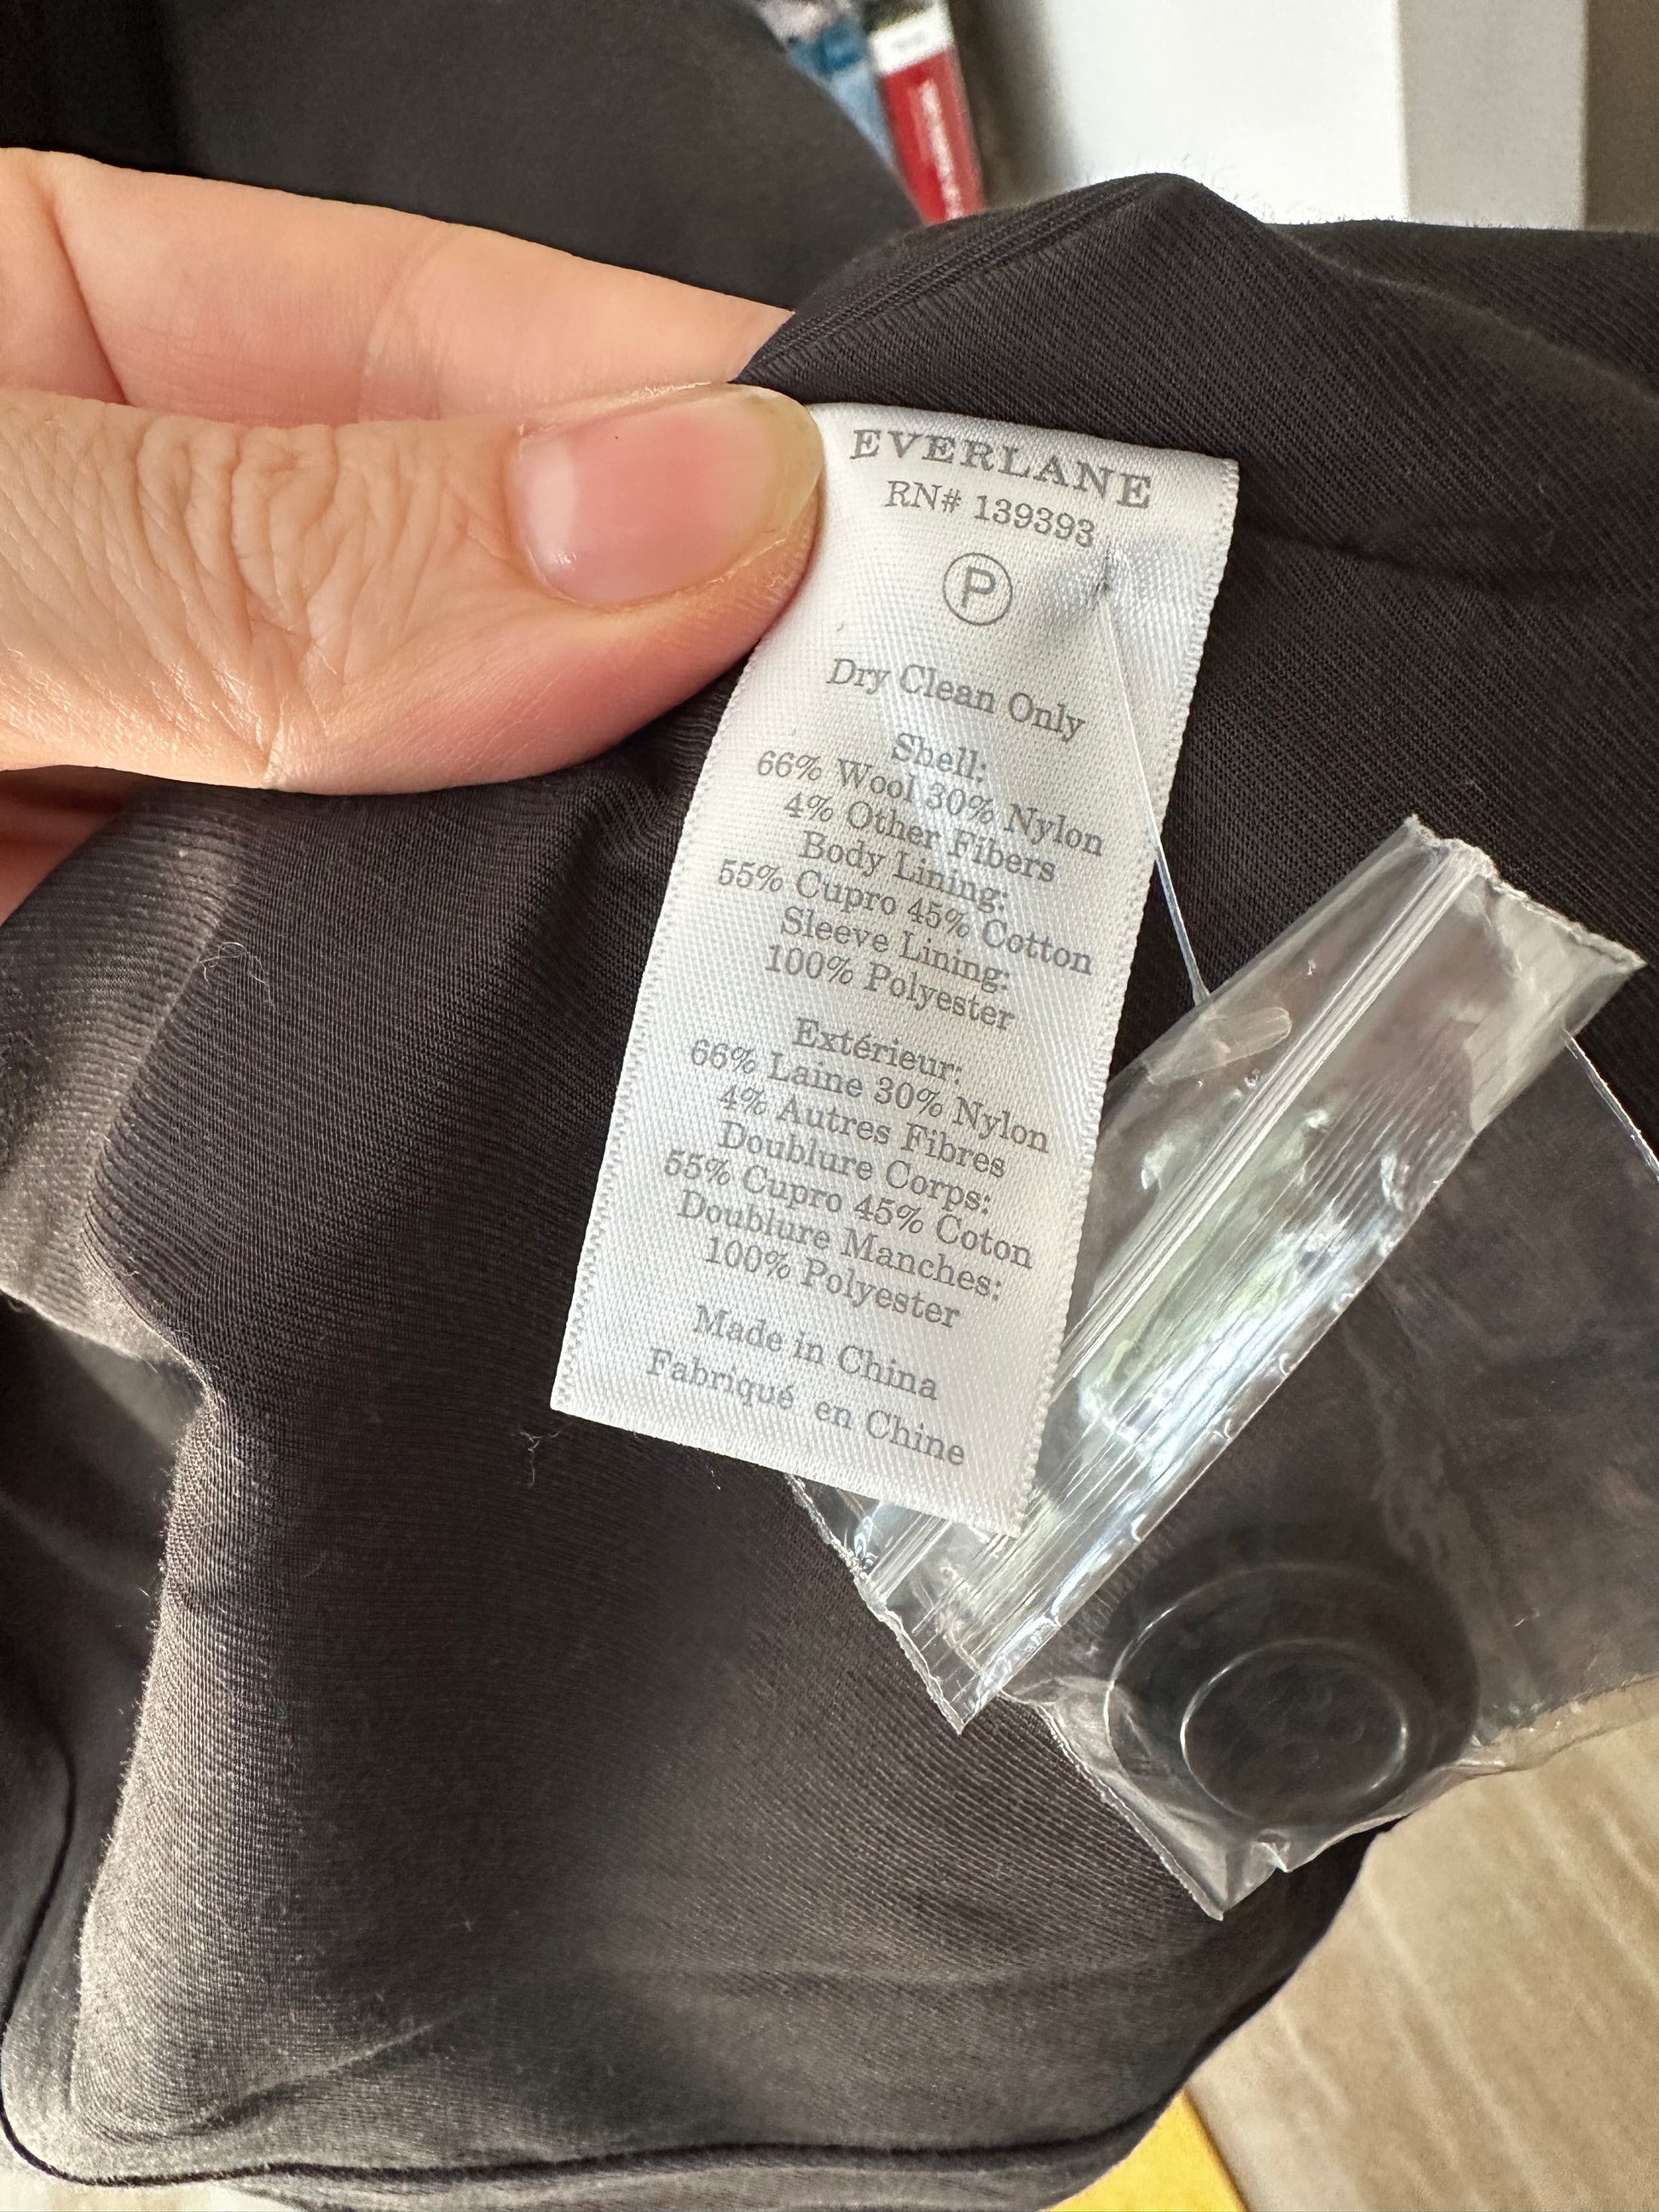 EVERLANE
RN# 139393
P
Dry Clean Only
Shell:
66% Wool 30% Nylon
4% Other Fibers
Body Lining:
55% Cupro 45% Cotton
Sleeve Lining:
100% Polyester
Extérieur:
66% Laine 30% Nylon
4% Autres Fibres
Doublure Corps:
55% Cupro 45% Coton
Doublure Manches:
100% Polyester
Made in China
Fabriqué en Chine